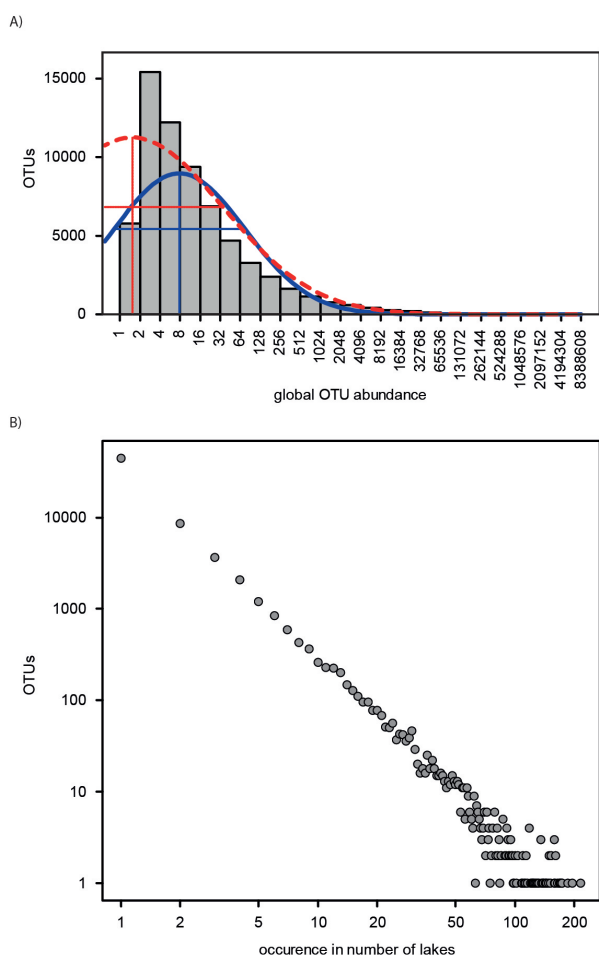 A)
15000
10000
5000
0
OTUs
1 2 4 8 16 32 64 128 256 512 1024 2048 4096 8192 16384 32768 65536 131072 262144 524288 1048576 2097152 4194304 8388608
global OTU abundance
B)
10000
1000
100
10
1
OTUs
1 2 5 10 20 50 100 200
occurence in number of lakes